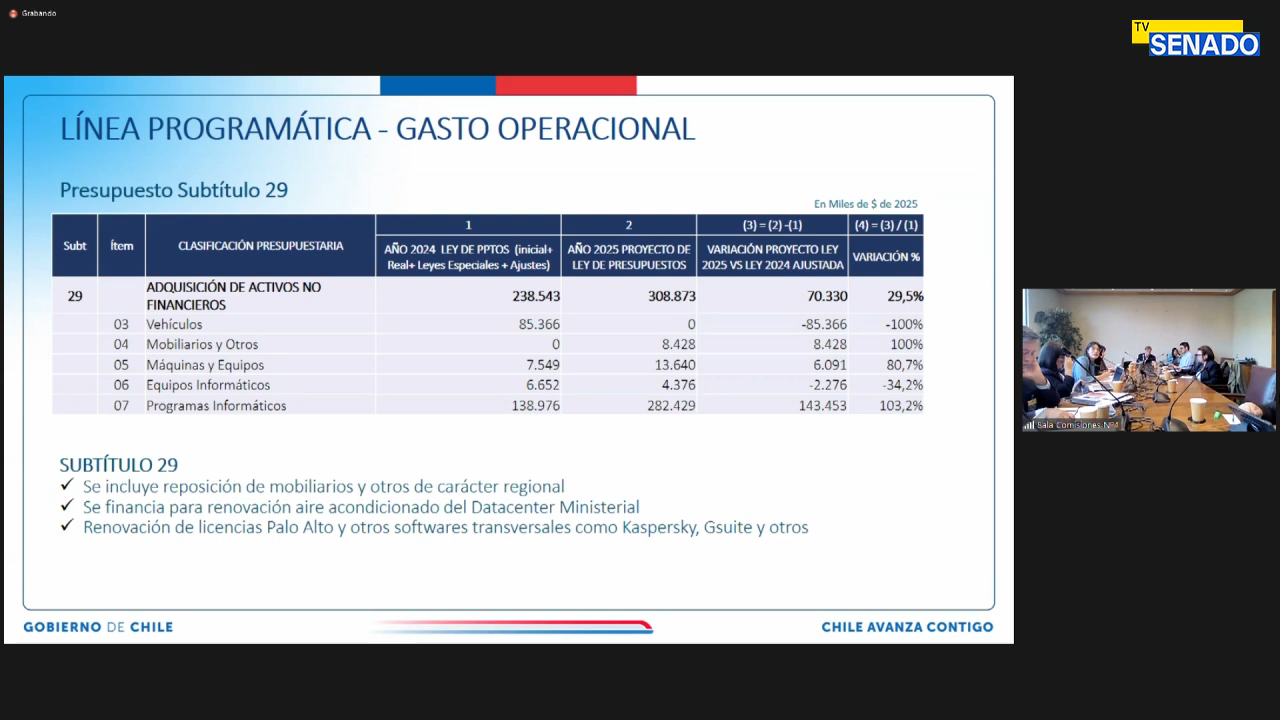 Grabando
TV
SENADO
LÍNEA PROGRAMÁTICA - GASTO OPERACIONAL
Presupuesto Subtítulo 29
En Miles de $ de 2025
Subt Ítem CLASIFICACIÓN PRESUPUESTARIA 1 2 (3) = (2) -(1) (4) = (3) / (1)
AÑO 2024 LEY DE PPTOS (inicial+ AÑO 2025 PROYECTO DE VARIACIÓN PROYECTO LEY VARIACIÓN %
Real+ Leyes Especiales + Ajustes) LEY DE PRESUPUESTOS 2025 VS LEY 2024 AJUSTADA
29 ADQUISICIÓN DE ACTIVOS NO
FINANCIEROS 238.543 308.873 70.330 29,5%
03 Vehículos 85.366 0 -85.366 -100%
04 Mobiliarios y Otros 0 8.428 8.428 100%
05 Máquinas y Equipos 7.549 13.640 6.091 80,7%
06 Equipos Informáticos 6.652 4.376 -2.276 -34,2%
07 Programas Informáticos 138.976 282.429 143.453 103,2%
SUBTÍTULO 29
✓ Se incluye reposición de mobiliarios y otros de carácter regional
✓ Se financia para renovación aire acondicionado del Datacenter Ministerial
✓ Renovación de licencias Palo Alto y otros softwares transversales como Kaspersky, Gsuite y otros
GOBIERNO DE CHILE
CHILE AVANZA CONTIGO
Sala Comisiones N°4